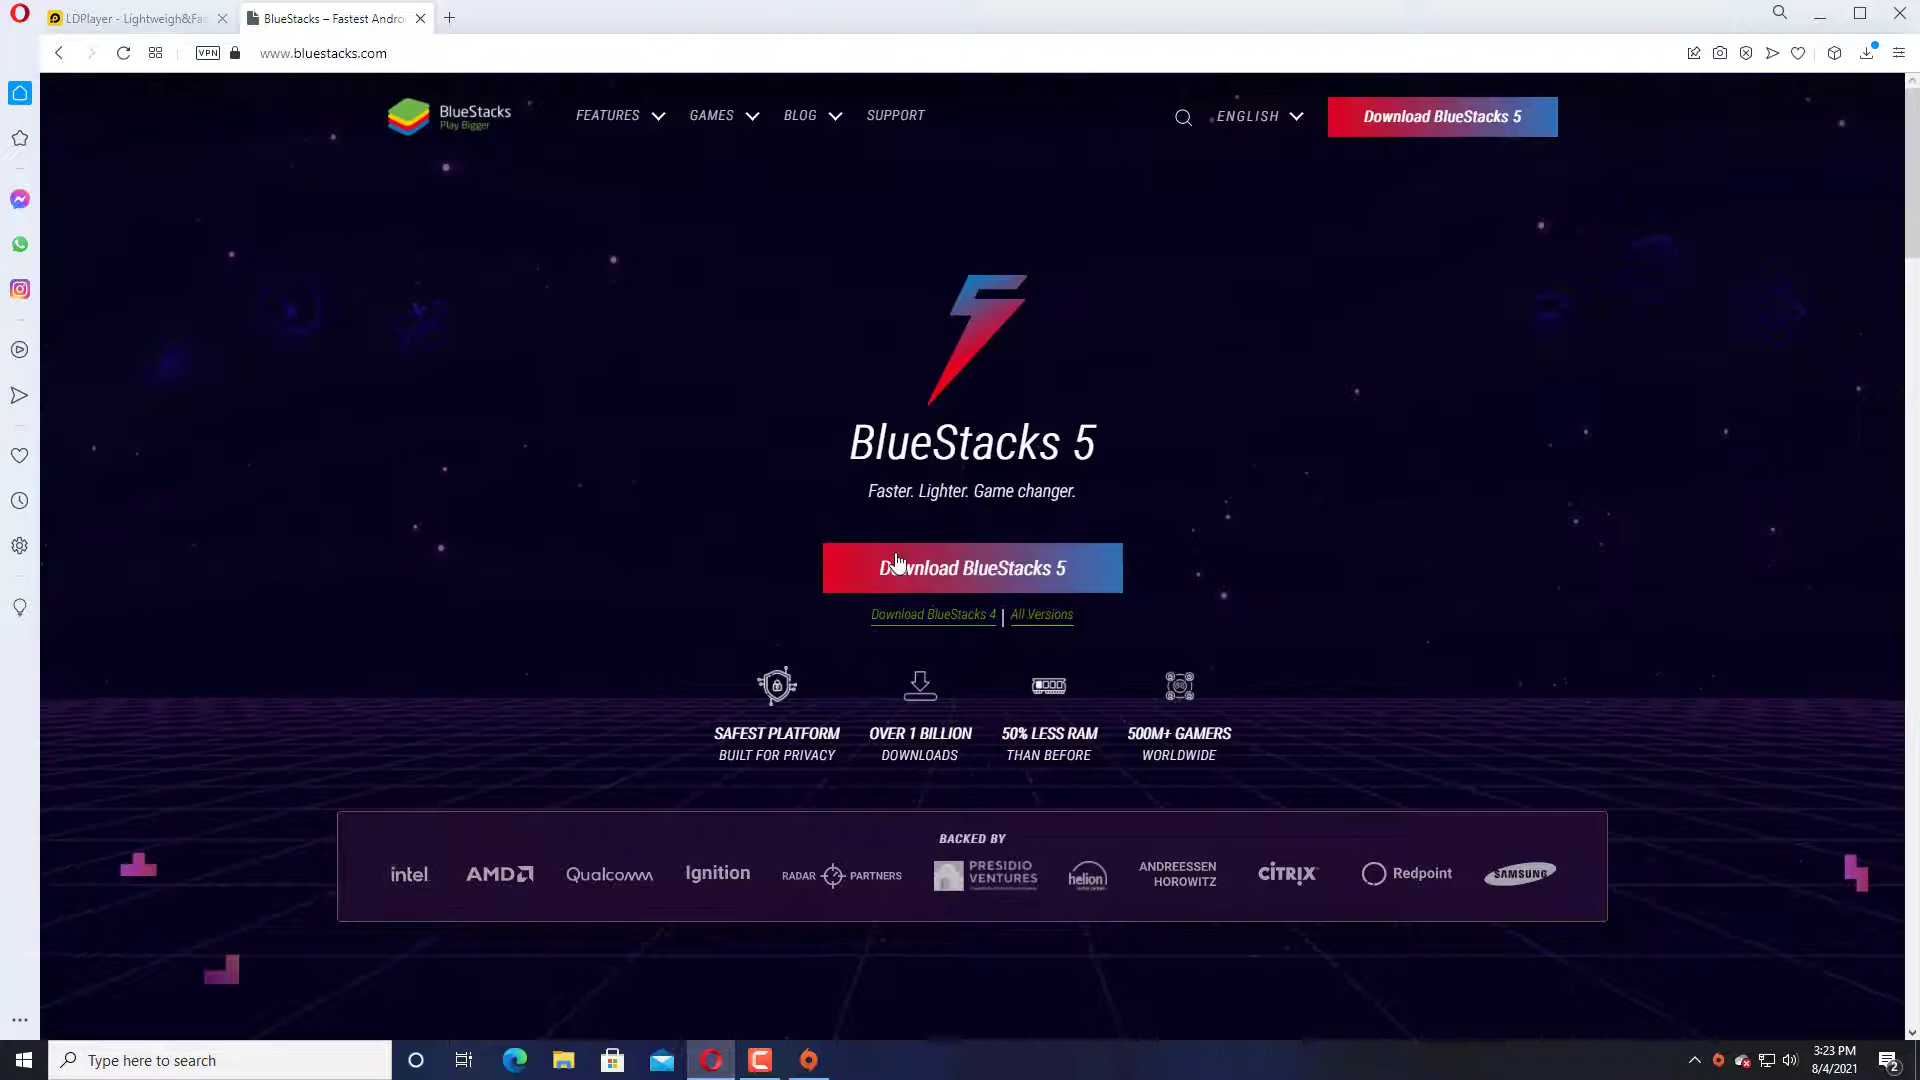 LDPlayer - Lightweigh&Fa
BlueStacks – Fastest Andro
VPN
www.bluestacks.com
BlueStacks
Play Bigger
FEATURES
GAMES
BLOG
SUPPORT
ENGLISH
Download BlueStacks 5
BlueStacks 5
Faster. Lighter. Game changer.
Download BlueStacks 5
Download BlueStacks 4 | All Versions
SAFEST PLATFORM
BUILT FOR PRIVACY
OVER 1 BILLION
DOWNLOADS
50% LESS RAM
THAN BEFORE
500M+ GAMERS
WORLDWIDE
BACKED BY
intel
AMD
Qualcomm
Ignition
RADAR PARTNERS
PRESIDIO
VENTURES
helion
ANDREESSEN
HOROWITZ
CITRIX
Redpoint
SAMSUNG
Type here to search
3:23 PM
8/4/2021
2